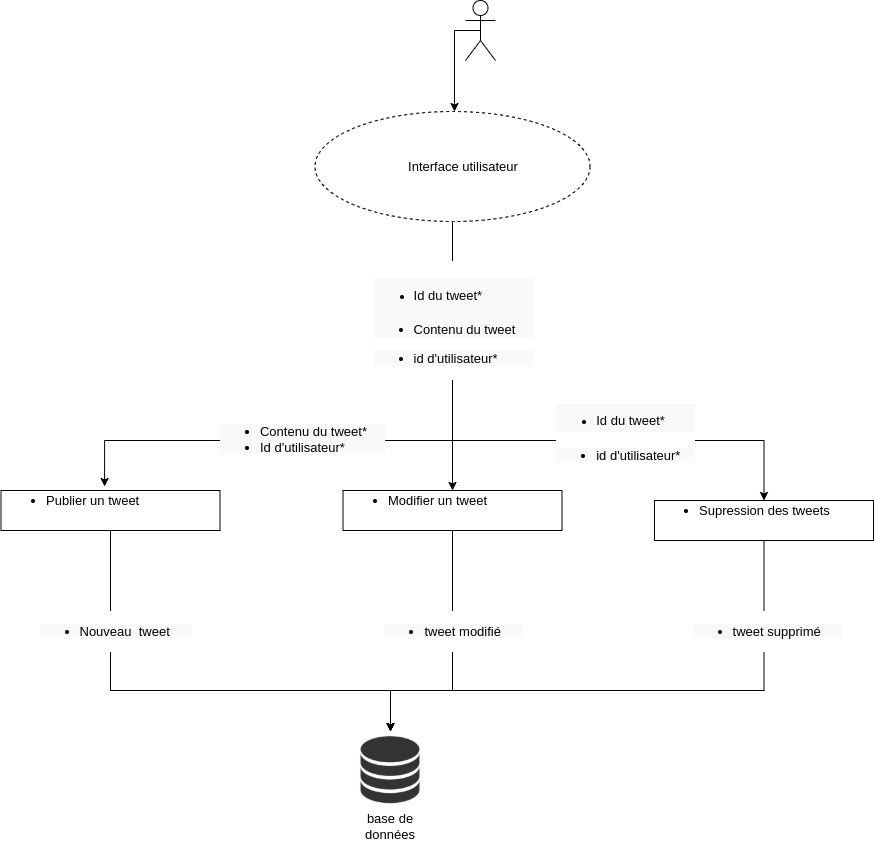 Interface utilisateur
• Id du tweet*
• Contenu du tweet
• id d'utilisateur*
• Contenu du tweet*
• Id d'utilisateur*
• Id du tweet*
• id d'utilisateur*
• Publier un tweet
• Modifier un tweet
• Supression des tweets
• Nouveau  tweet
• tweet modifié
• tweet supprimé
base de
données